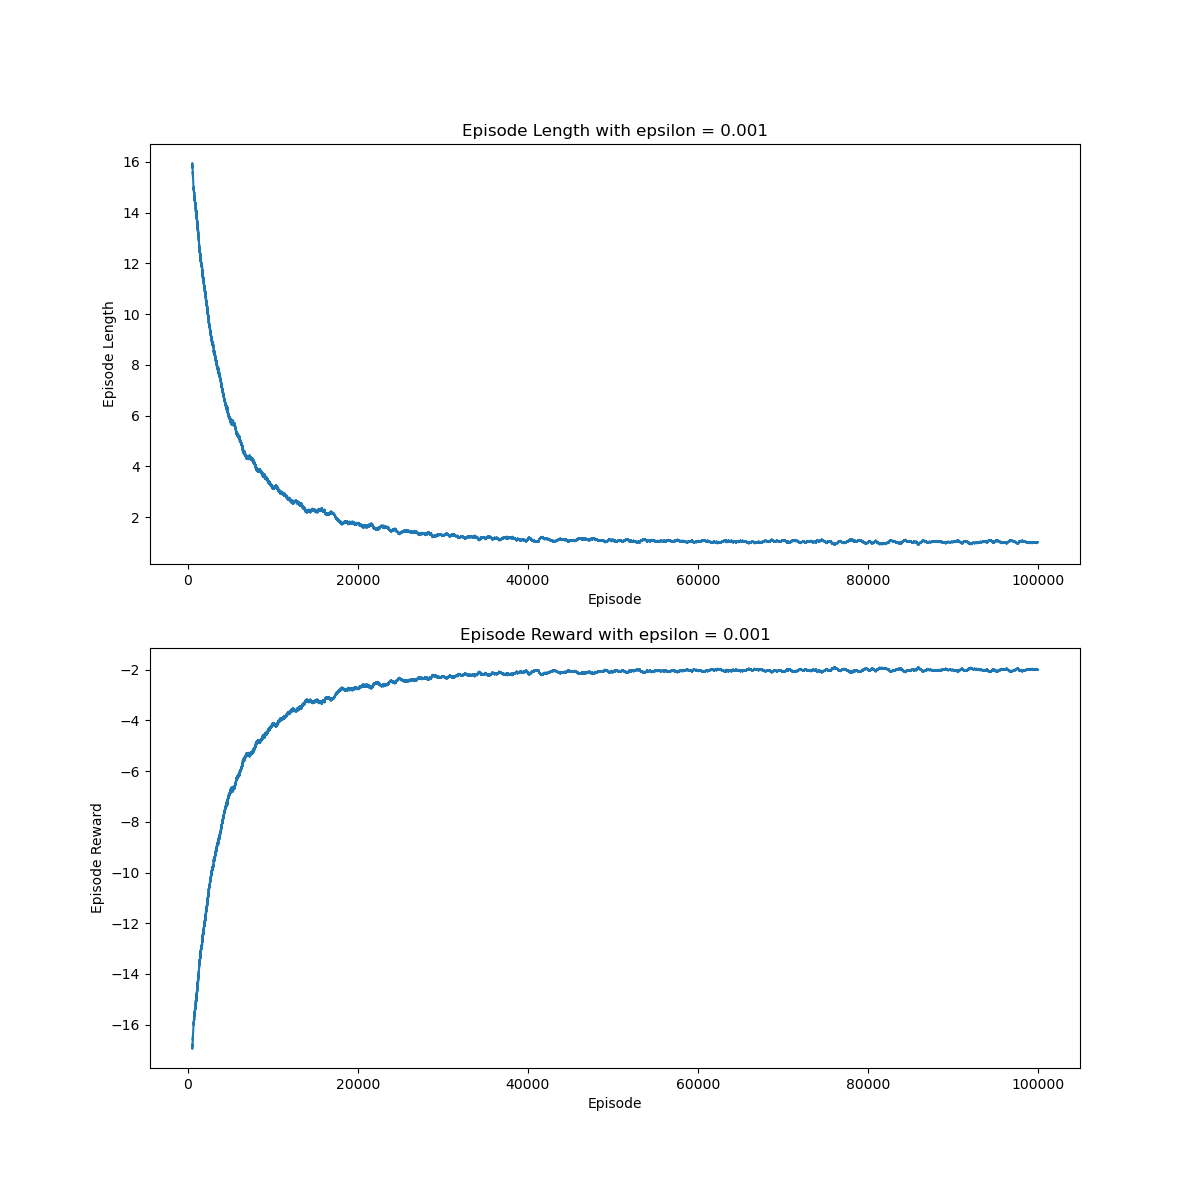 Episode Length with epsilon = 0.001
16
14
12
10
8
6
4
2
Episode Length
0 20000 40000 60000 80000 100000
Episode
Episode Reward with epsilon = 0.001
−2
−4
−6
−8
−10
−12
−14
−16
Episode Reward
0 20000 40000 60000 80000 100000
Episode